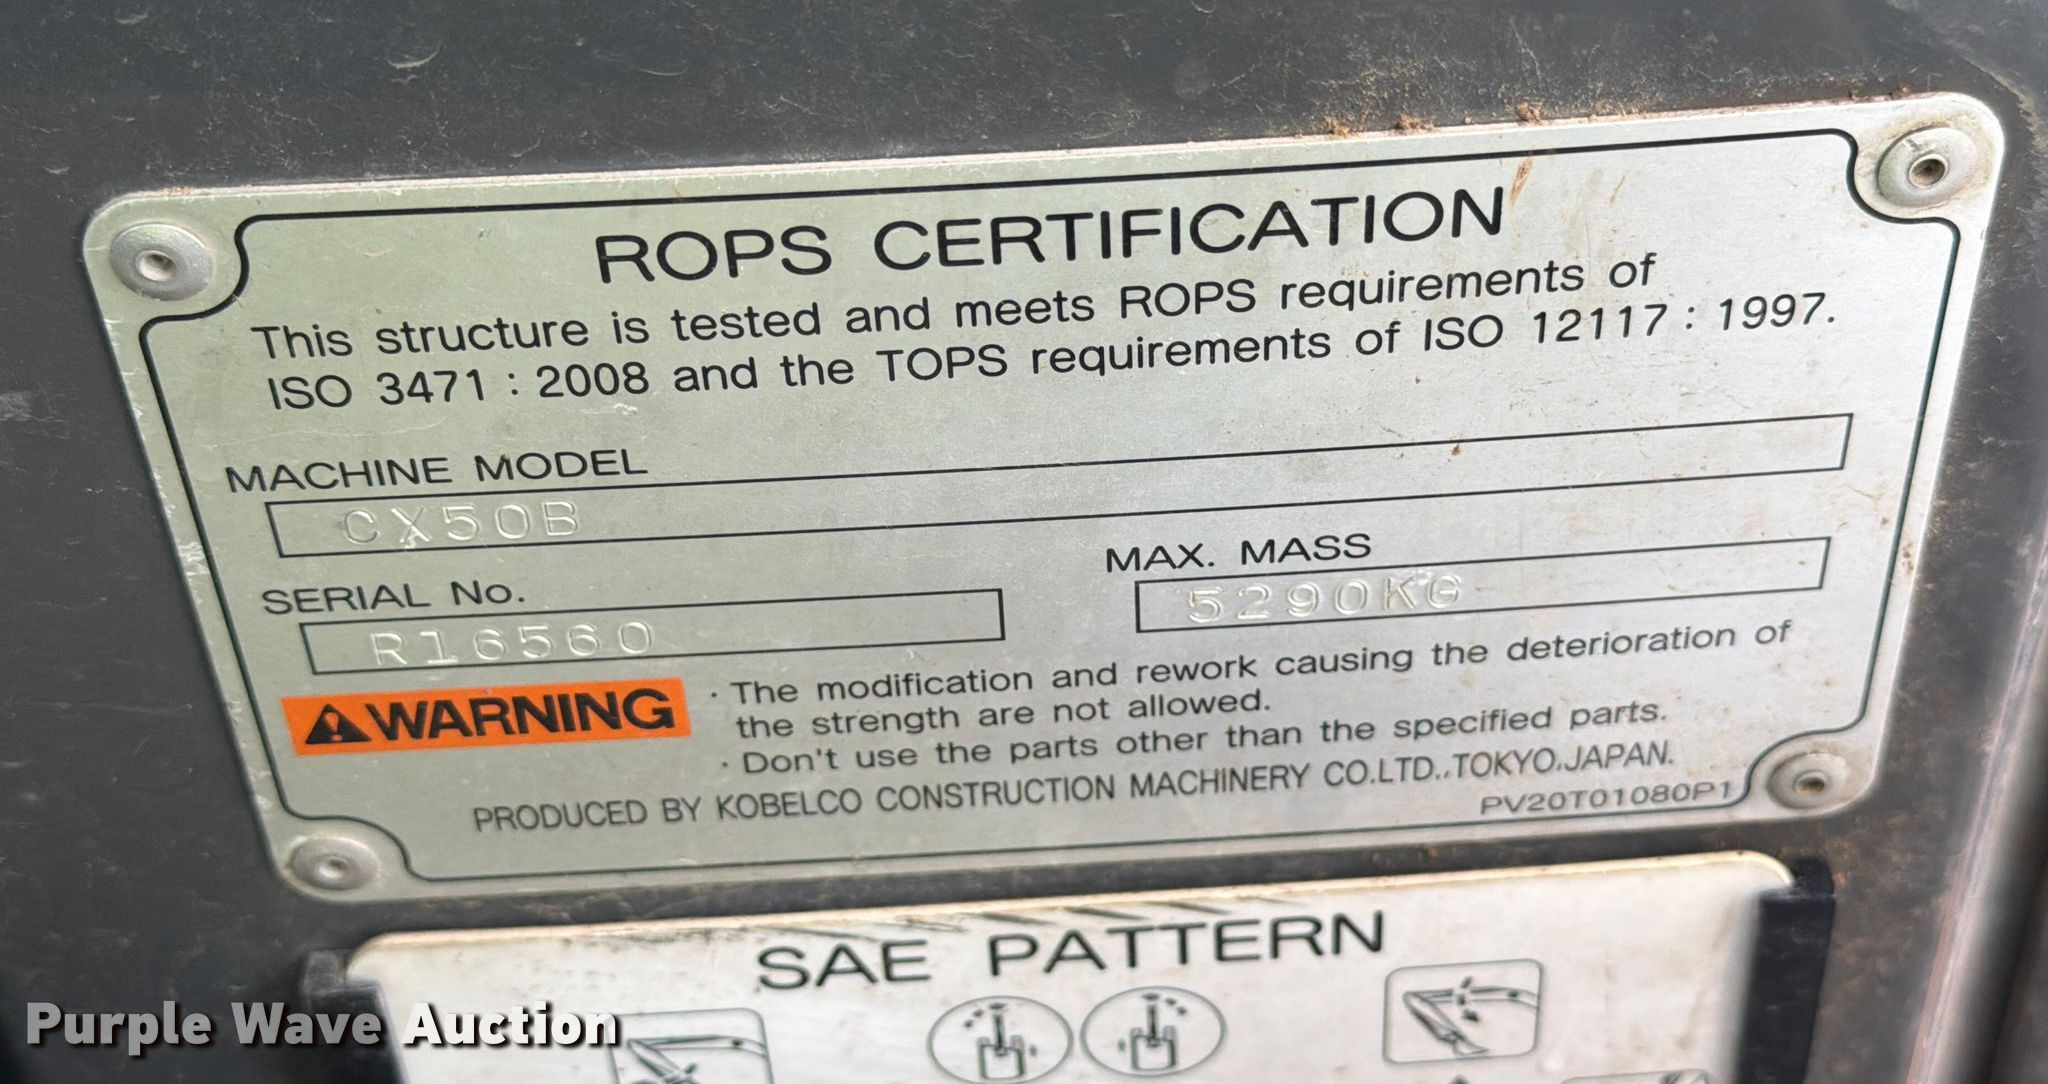 ROPS CERTIFICATION
This structure is tested and meets ROPS requirements of
ISO 3471 : 2008 and the TOPS requirements of ISO 12117 : 1997.
MACHINE MODEL
CX50B
SERIAL No.
R16560
MAX. MASS
5290KG
WARNING
· The modification and rework causing the deterioration of
the strength are not allowed.
· Don't use the parts other than the specified parts.
PRODUCED BY KOBELCO CONSTRUCTION MACHINERY CO.LTD.,TOKYO.JAPAN.
PV20T01080P1
SAE PATTERN
Purple Wave Auction